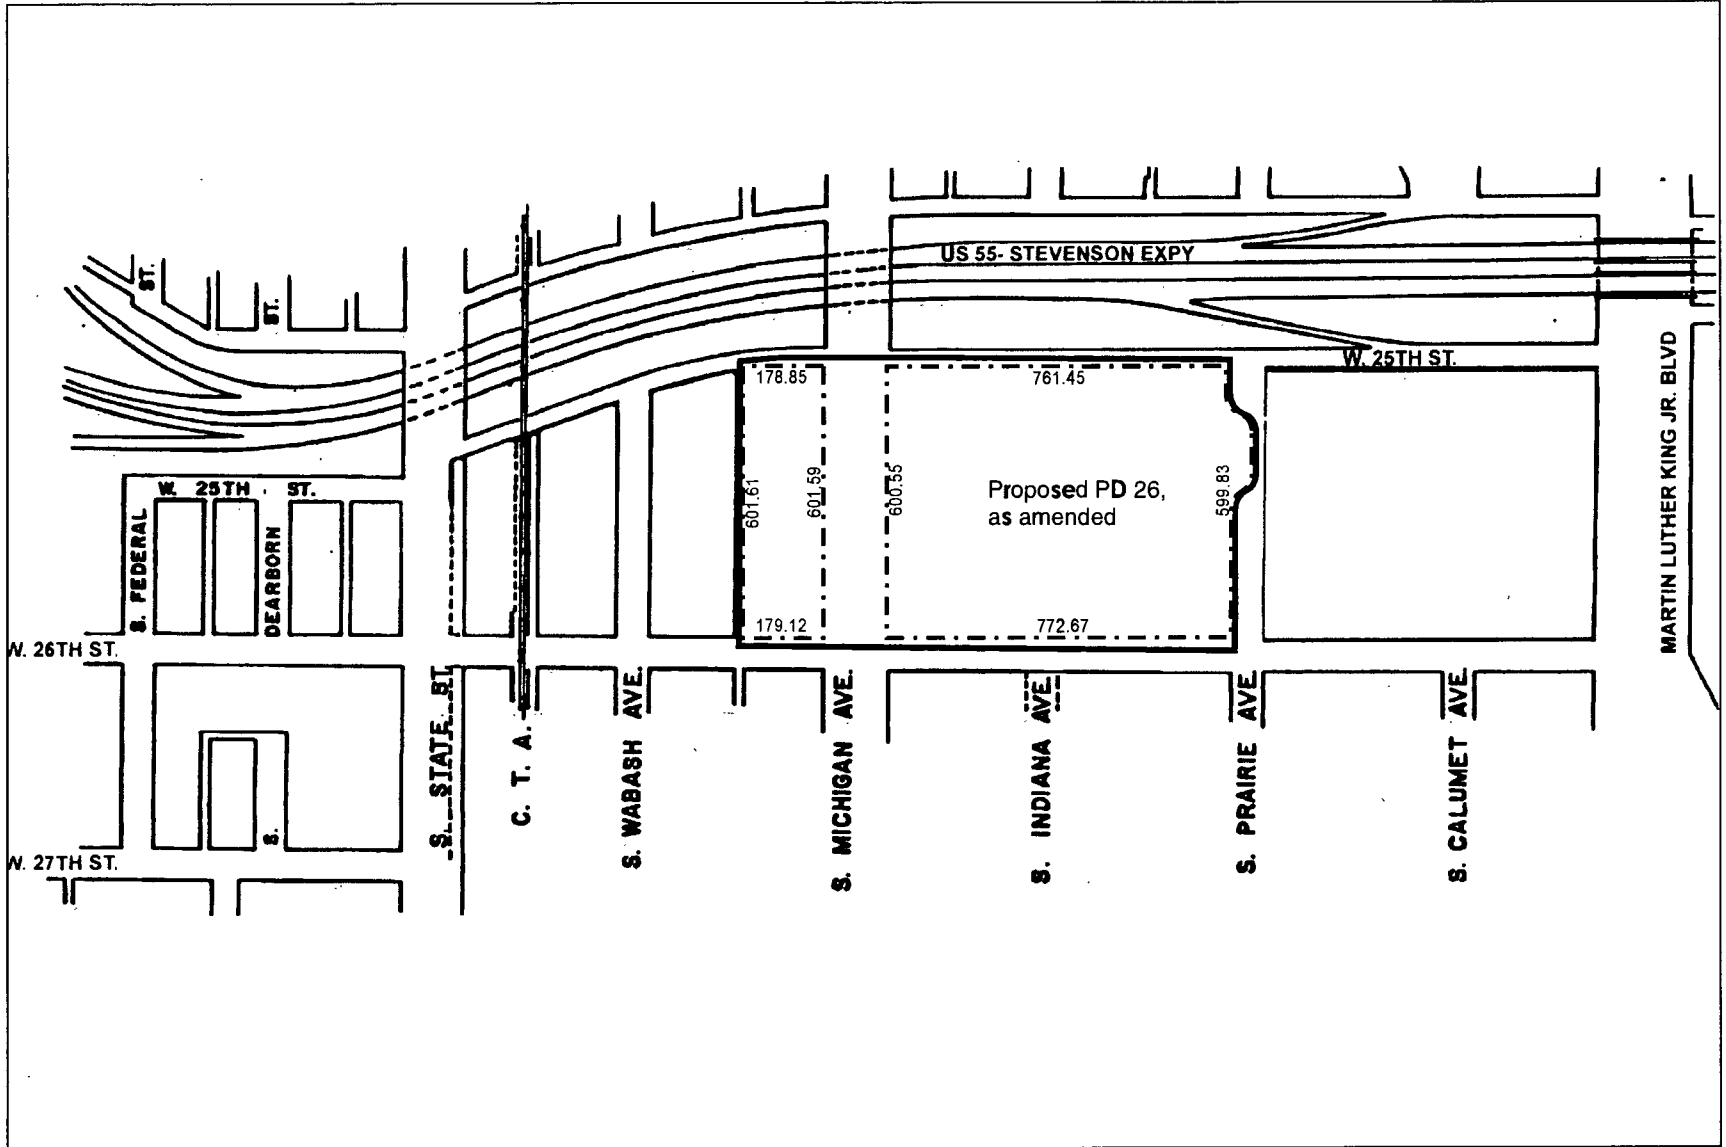 US 55- STEVENSON EXPY
ST.
ST.
W. 25TH ST.
178.85
761.45
MARTIN LUTHER KING JR. BLVD
601.61
601.59
600.55
599.83
Proposed PD 26,
as amended
W. 25TH ST.
S. FEDERAL
DEARBORN
179.12
772.67
W. 26TH ST.
S. STATE ST.
C. T. A.
S. WABASH AVE.
S. MICHIGAN AVE.
S. INDIANA AVE.
S. PRAIRIE AVE.
S. CALUMET AVE.
S.
W. 27TH ST.